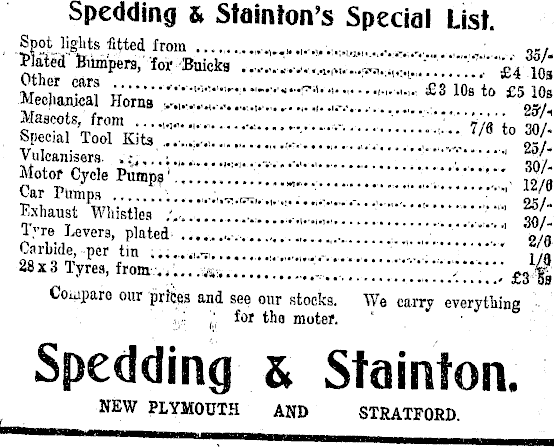 Spedding & Stainton's Special List.
Spot lights fitted from .......... 35/-
Plated Bumpers, for Buicks .......... £4 10s
Other cars .......... £3 10s to £5 10s
Mechanical Horns .......... 25/-
Mascots, from .......... 7/6 to 30/-
Special Tool Kits .......... 25/-
Vulcanisers .......... 30/-
Motor Cycle Pumps .......... 12/6
Car Pumps .......... 25/-
Exhaust Whistles .......... 30/-
Tyre Levers, plated .......... 2/6
Carbide, per tin .......... 1/9
28 x 3 Tyres, from .......... £3 5s
Compare our prices and see our stocks. We carry everything
for the moter.
Spedding & Stainton.
NEW PLYMOUTH AND STRATFORD.